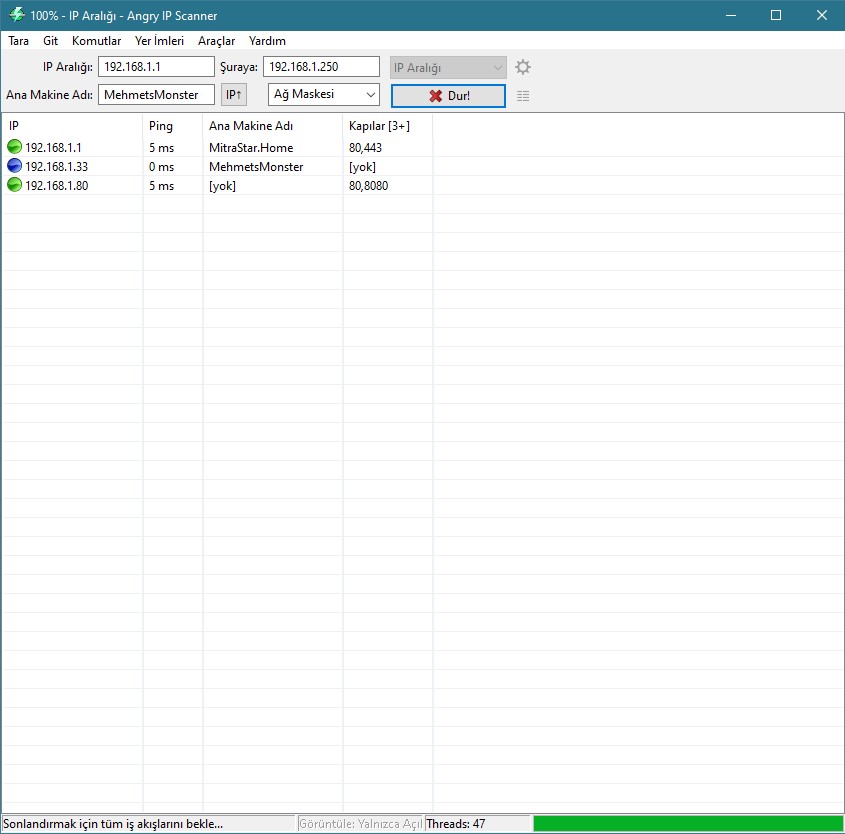 100% - IP Aralığı - Angry IP Scanner
Tara Git Komutlar Yer İmleri Araçlar Yardım
IP Aralığı: 192.168.1.1 Şuraya: 192.168.1.250 IP Aralığı
Ana Makine Adı: MehmetsMonster IP↑ Ağ Maskesi Dur!
IP Ping Ana Makine Adı Kapılar [3+]
192.168.1.1 5 ms MitraStar.Home 80,443
192.168.1.33 0 ms MehmetsMonster [yok]
192.168.1.80 5 ms [yok] 80,8080
Sonlandırmak için tüm iş akışlarını bekle... Görüntüle: Yalnızca Açıl Threads: 47